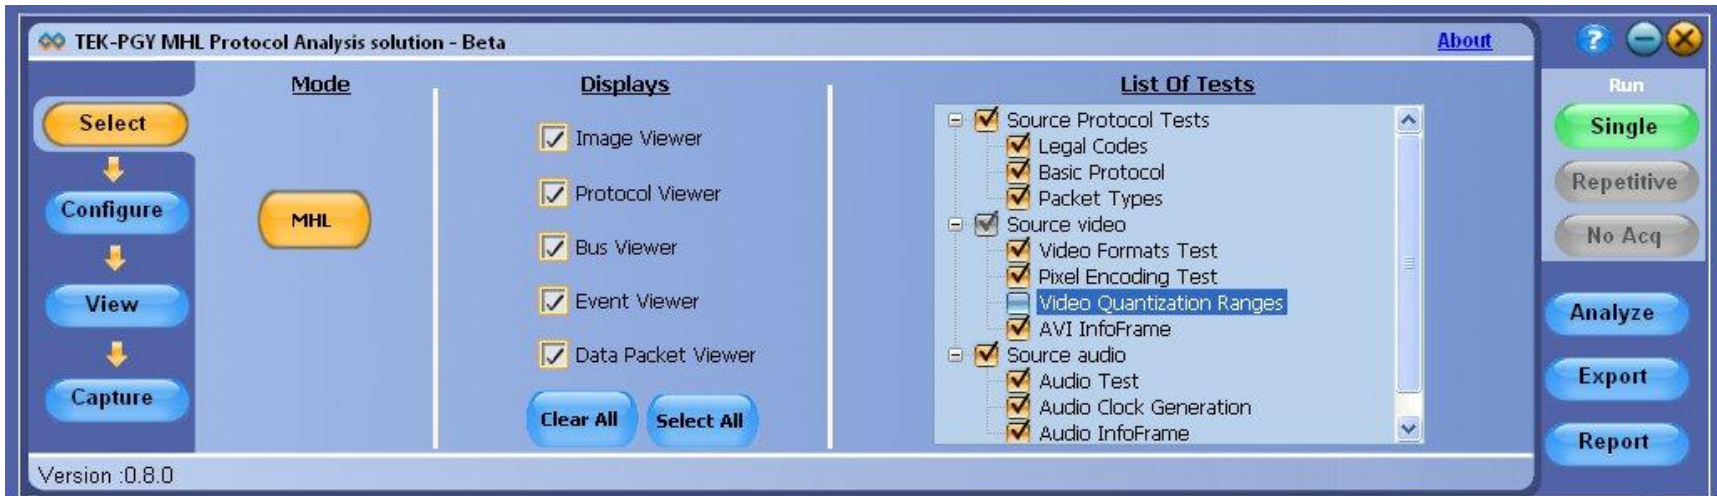 TEK-PGY MHL Protocol Analysis solution - Beta
About
?
Select
Configure
View
Capture
Mode
MHL
Displays
Image Viewer
Protocol Viewer
Bus Viewer
Event Viewer
Data Packet Viewer
Clear All
Select All
List Of Tests
Source Protocol Tests
Legal Codes
Basic Protocol
Packet Types
Source video
Video Formats Test
Pixel Encoding Test
Video Quantization Ranges
AVI InfoFrame
Source audio
Audio Test
Audio Clock Generation
Audio InfoFrame
Run
Single
Repetitive
No Acq
Analyze
Export
Report
Version :0.8.0